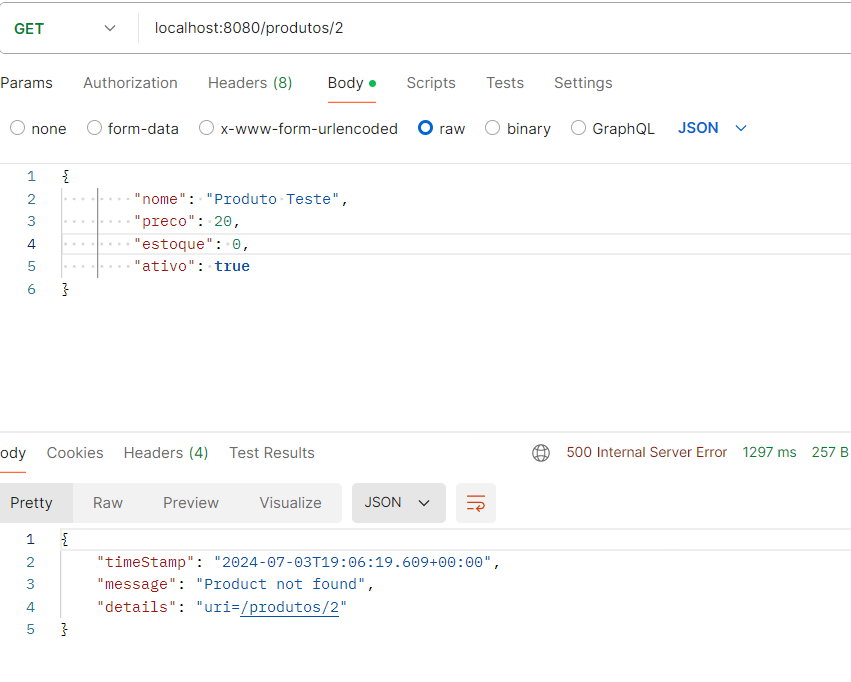 GET localhost:8080/produtos/2
Params Authorization Headers (8) Body Scripts Tests Settings
none form-data x-www-form-urlencoded raw binary GraphQL JSON
1 {
2 "nome": "Produto Teste",
3 "preco": 20,
4 "estoque": 0,
5 "ativo": true
6 }
ody Cookies Headers (4) Test Results 500 Internal Server Error 1297 ms 257 B
Pretty Raw Preview Visualize JSON
1 {
2 "timeStamp": "2024-07-03T19:06:19.609+00:00",
3 "message": "Product not found",
4 "details": "uri=/produtos/2"
5 }